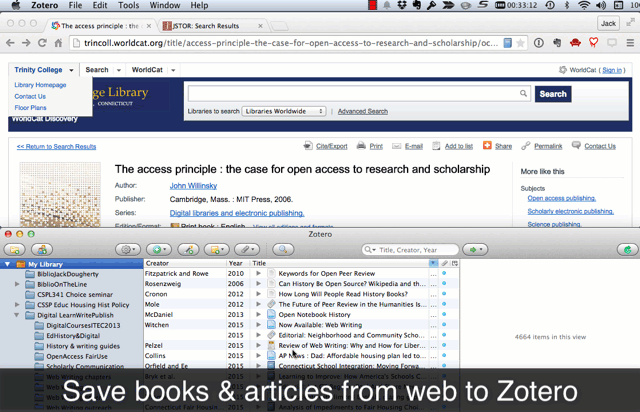 Zotero File Edit Tools Window Help
00:33:12
The access principle : th
JSTOR: Search Results
Jack
trincoll.worldcat.org/title/access-principle-the-case-for-open-access-to-research-and-scholarship/oc...
Trinity College Search WorldCat
WorldCat ( Sign in )
Library Homepage
Contact Us
Floor Plans
ge Library
CONNECTICUT
WorldCat Discovery
Search
Libraries to search Libraries Worldwide Advanced Search
<< Return to Search Results
Cite/Export Print E-mail Add to list Share Permalink Contact Us
The access principle : the case for open access to research and scholarship
Author: John Willinsky
Publisher: Cambridge, Mass. : MIT Press, 2006.
Series: Digital libraries and electronic publishing.
Edition/Format: Print book : English View all editions and formats
More like this
Subjects
Open access publishing.
Scholarly electronic publishing.
Science publishing.
Zotero
Title, Creator, Year
My Library
BiblioJackDougherty
BiblioOnTheLine
CSPL341 Choice seminar
CSSP Educ Housing Hist Policy
Digital LearnWritePublish
DigitalCoursesITEC2013
EdHistory&Digital
History & writing guides
OpenAccess FairUse
Scholarly Communication
Creator Year Title
Fitzpatrick and Rowe 2010 Keywords for Open Peer Review
Rosenzweig 2006 Can History Be Open Source? Wikipedia and th...
Cronon 2012 How Long Will People Read History Books?
Mole 2012 The Future of Peer Review in the Humanities Is...
McDaniel 2013 Open Notebook History
Witchen 2015 Now Available: Web Writing
2015 Editorial: Neighborhood and Community Schools
Pelzel 2015 Review of Web Writing: Why and How for Liber...
Collins 2015 AP News : Dad: Affordable housing plan led to...
Orfield and Ee 2015 Connecticut School Integration: Moving Forwa...
4664 items in this view
Save books & articles from web to Zotero